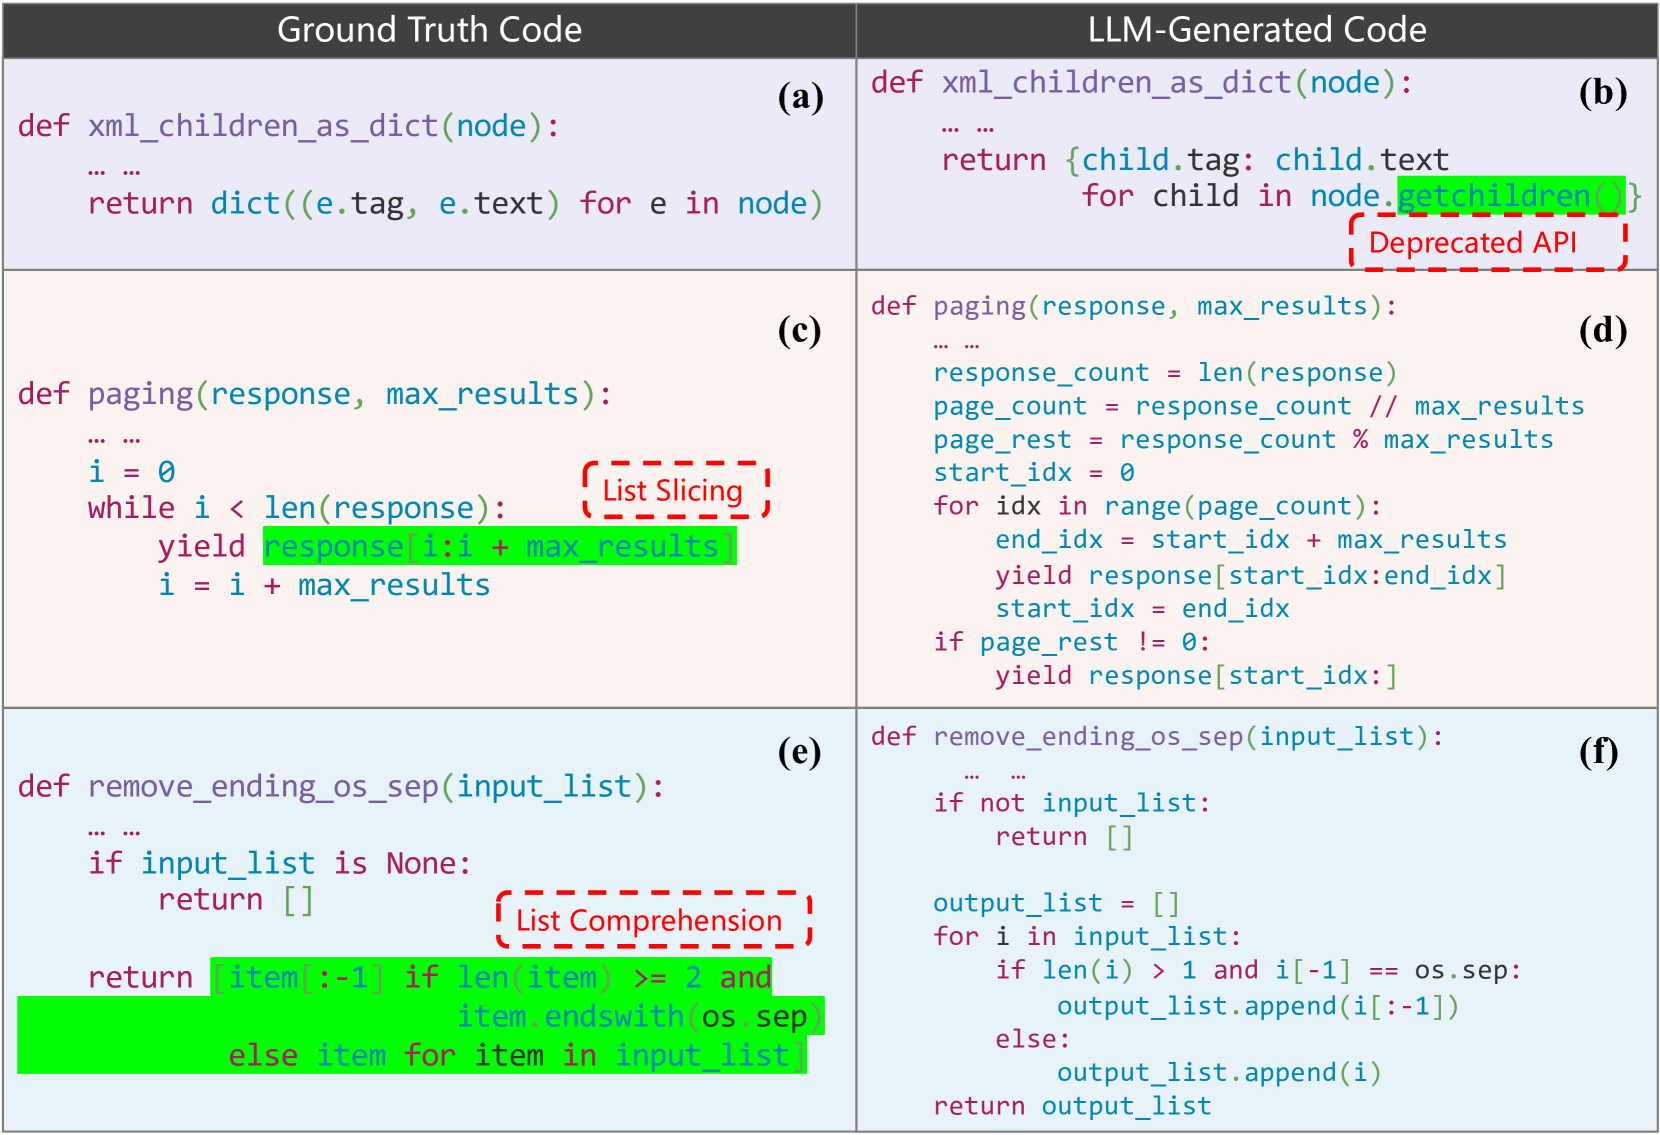 Ground Truth Code
LLM-Generated Code
(a)
def xml_children_as_dict(node):
… …
return dict((e.tag, e.text) for e in node)
(b)
def xml_children_as_dict(node):
… …
return {child.tag: child.text
for child in node.getchildren()}
Deprecated API
(c)
def paging(response, max_results):
… …
i = 0
while i < len(response):
List Slicing
yield response[i:i + max_results]
i = i + max_results
(d)
def paging(response, max_results):
… …
response_count = len(response)
page_count = response_count // max_results
page_rest = response_count % max_results
start_idx = 0
for idx in range(page_count):
end_idx = start_idx + max_results
yield response[start_idx:end_idx]
start_idx = end_idx
if page_rest != 0:
yield response[start_idx:]
(e)
def remove_ending_os_sep(input_list):
… …
if input_list is None:
return []
List Comprehension
return [item[:-1] if len(item) >= 2 and
item.endswith(os.sep)
else item for item in input_list]
(f)
def remove_ending_os_sep(input_list):
… …
if not input_list:
return []
output_list = []
for i in input_list:
if len(i) > 1 and i[-1] == os.sep:
output_list.append(i[:-1])
else:
output_list.append(i)
return output_list